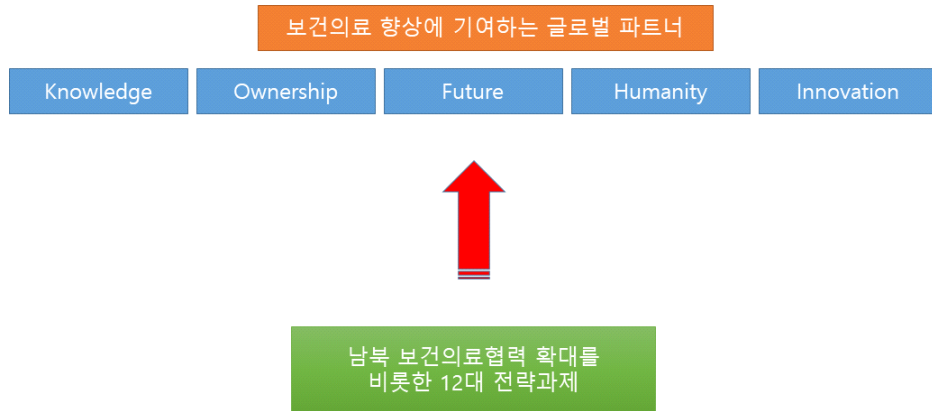 보건의료 향상에 기여하는 글로벌 파트너
Knowledge Ownership Future Humanity Innovation
남북 보건의료협력 확대를
비롯한 12대 전략과제